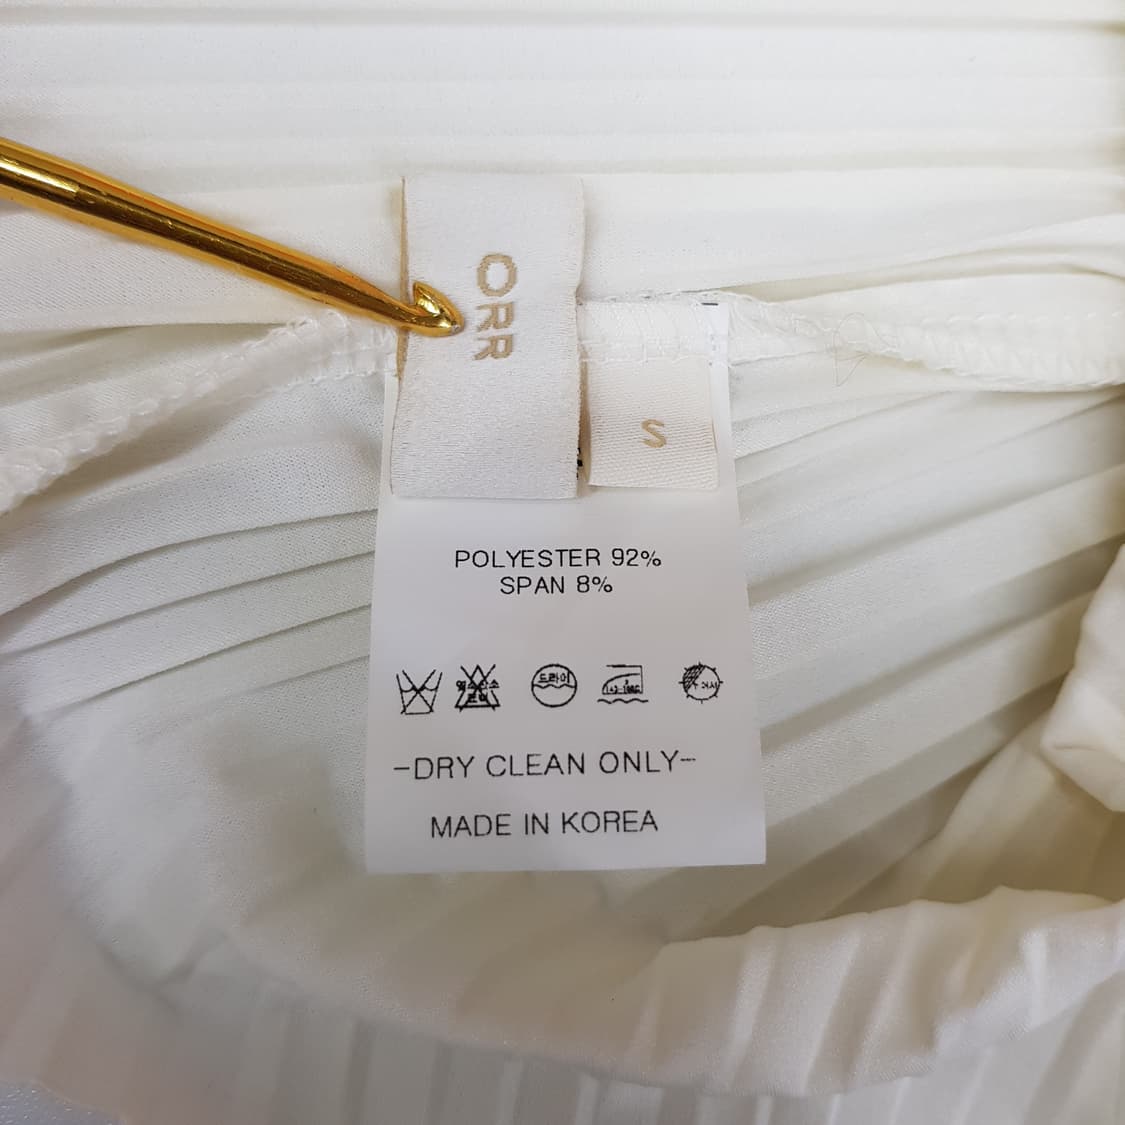 ORR
S
POLYESTER 92%
SPAN 8%
드라이
-DRY CLEAN ONLY-
MADE IN KOREA